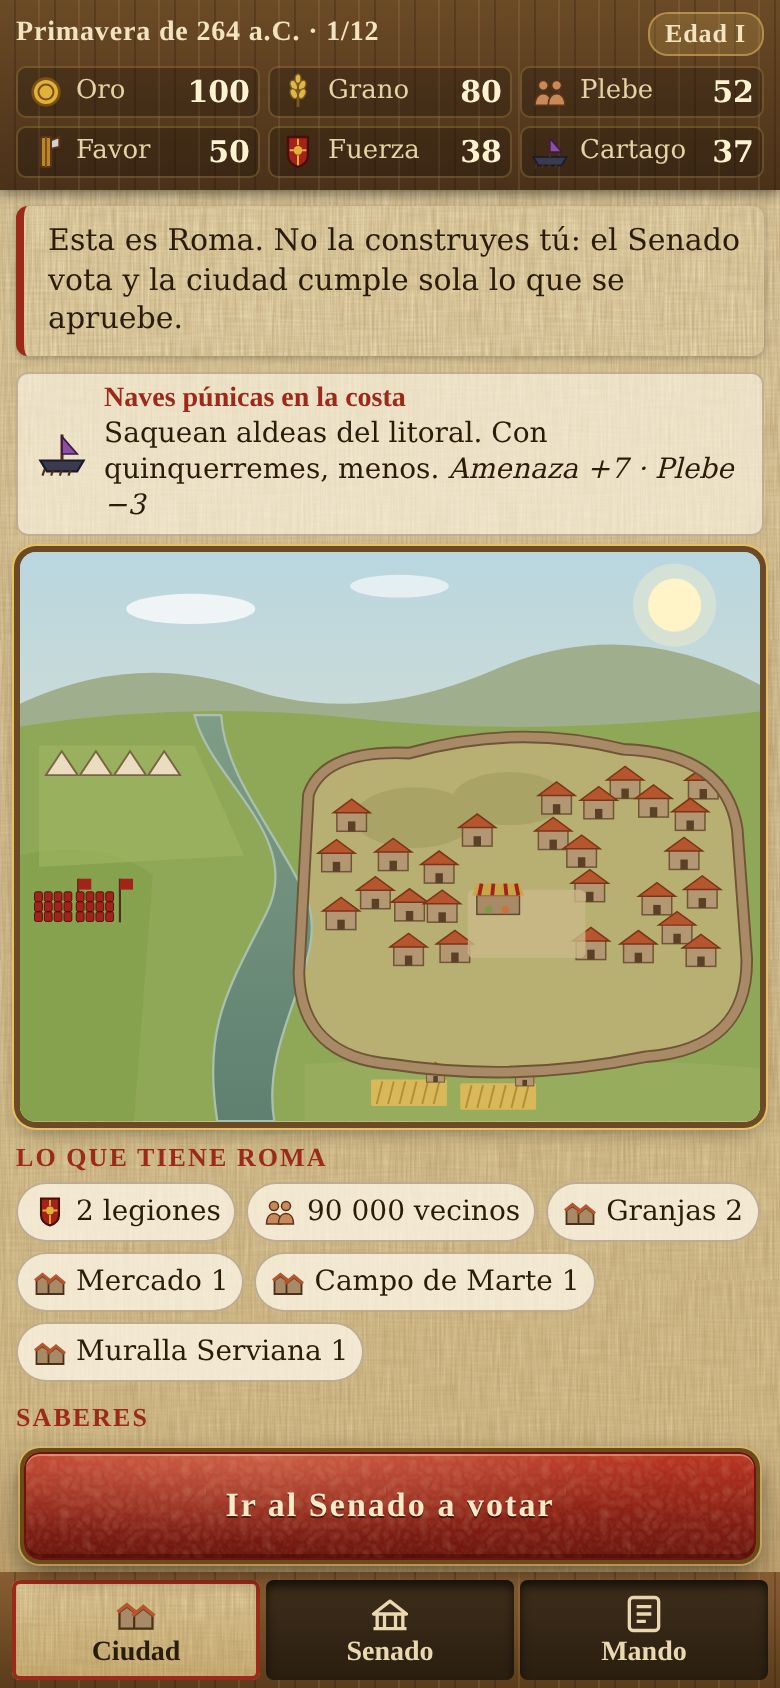 Primavera de 264 a.C. · 1/12
Edad I
Oro 100
Grano 80
Plebe 52
Favor 50
Fuerza 38
Cartago 37
Esta es Roma. No la construyes tú: el Senado
vota y la ciudad cumple sola lo que se
apruebe.
Naves púnicas en la costa
Saquean aldeas del litoral. Con
quinquerremes, menos. Amenaza +7 · Plebe
−3
LO QUE TIENE ROMA
2 legiones
90 000 vecinos
Granjas 2
Mercado 1
Campo de Marte 1
Muralla Serviana 1
SABERES
Ir al Senado a votar
Ciudad
Senado
Mando